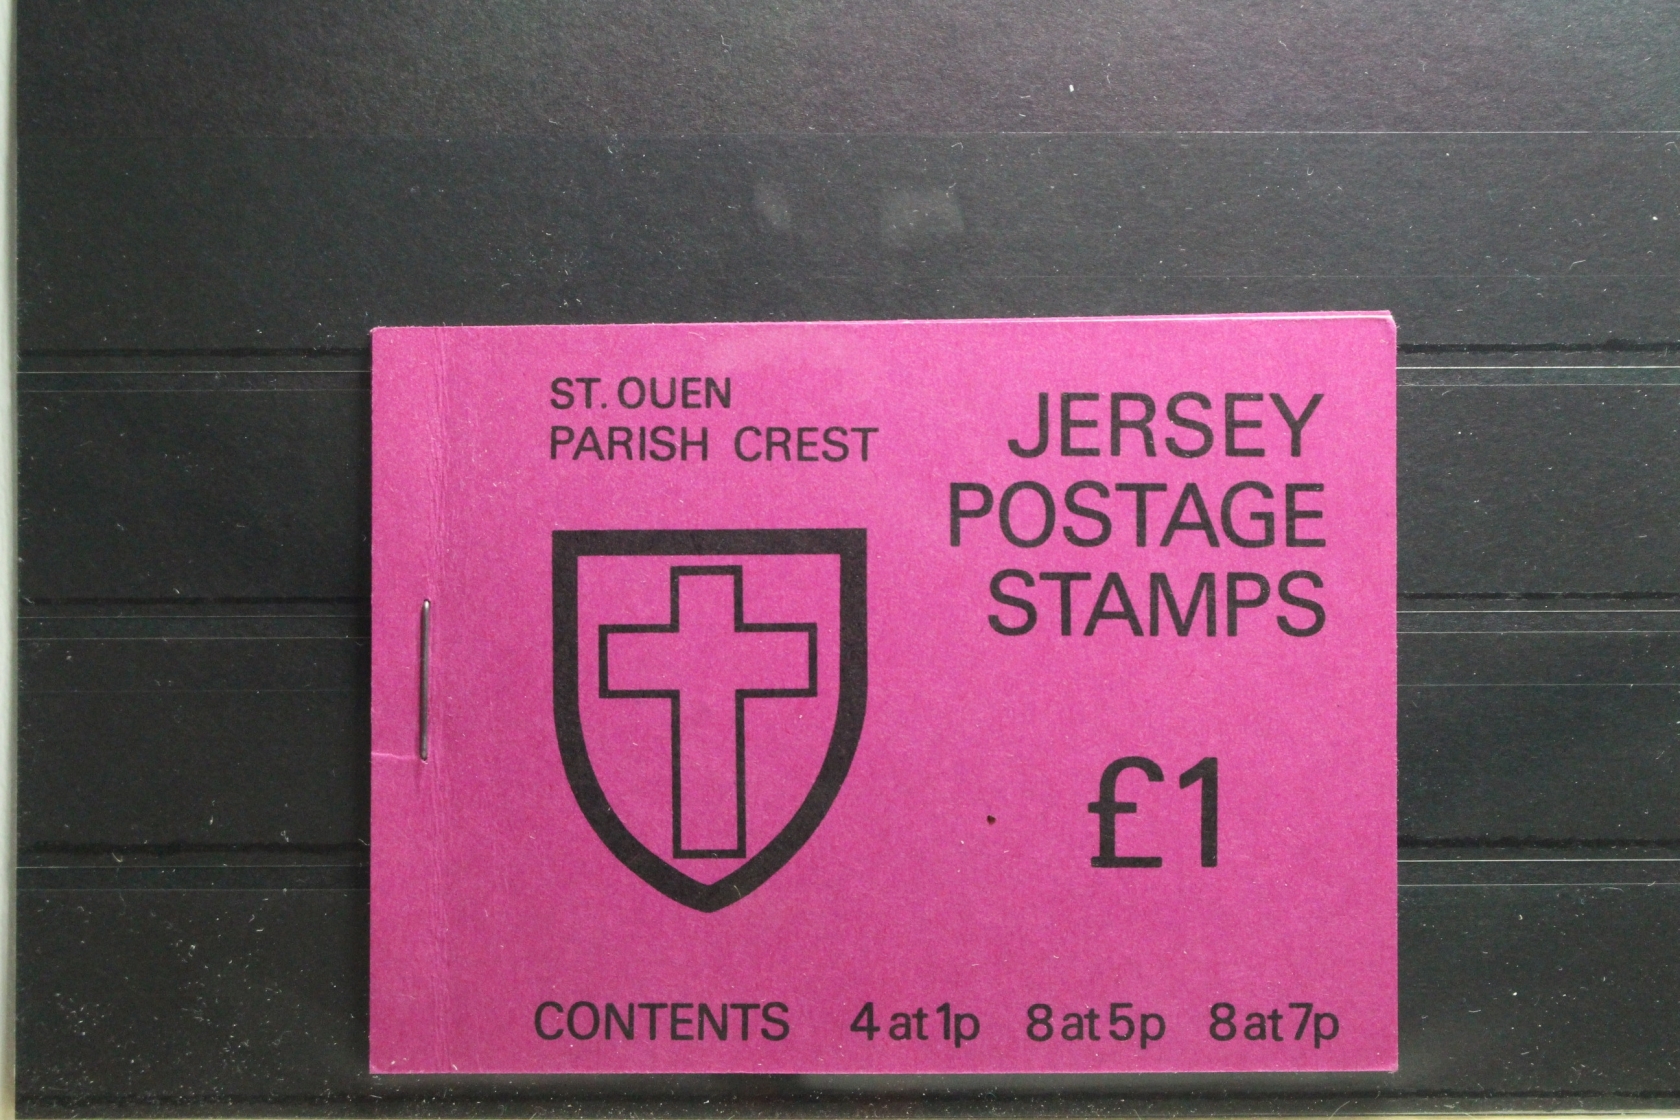 ST. OUEN
PARISH CREST
JERSEY
POSTAGE
STAMPS
£1
CONTENTS 4 at 1p 8 at 5p 8 at 7p